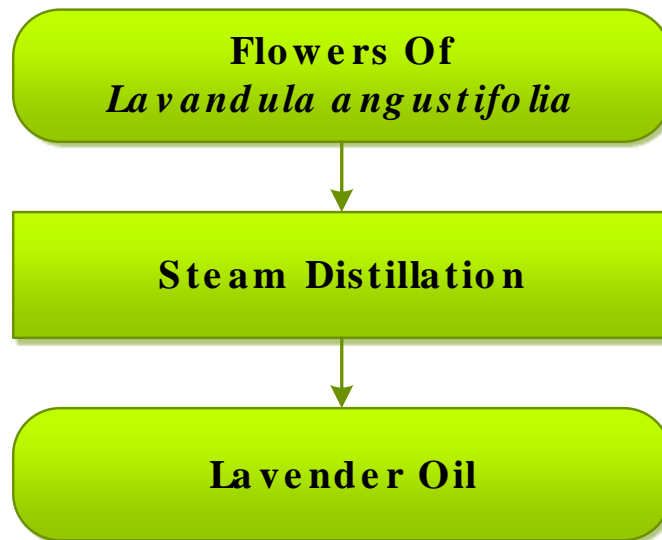 Flowers Of
Lavandula angustifolia
Steam Distillation
Lavender Oil